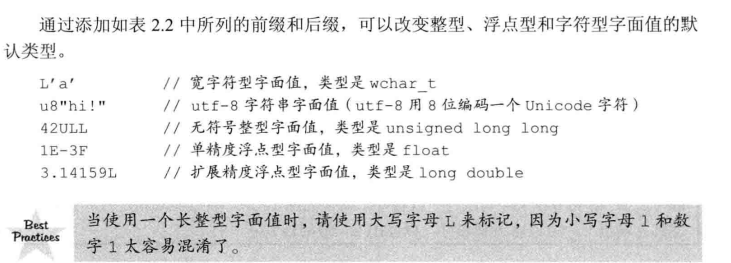 通过添加如表 2.2 中所列的前缀和后缀，可以改变整型、浮点型和字符型字面值的默
认类型。
L'a' // 宽字符型字面值，类型是 wchar_t
u8"hi!" // utf-8 字符串字面值（utf-8 用 8 位编码一个 Unicode 字符）
42ULL // 无符号整型字面值，类型是 unsigned long long
1E-3F // 单精度浮点型字面值，类型是 float
3.14159L // 扩展精度浮点型字面值，类型是 long double
Best
Practices
当使用一个长整型字面值时，请使用大写字母 L 来标记，因为小写字母 l 和数
字 1 太容易混淆了。